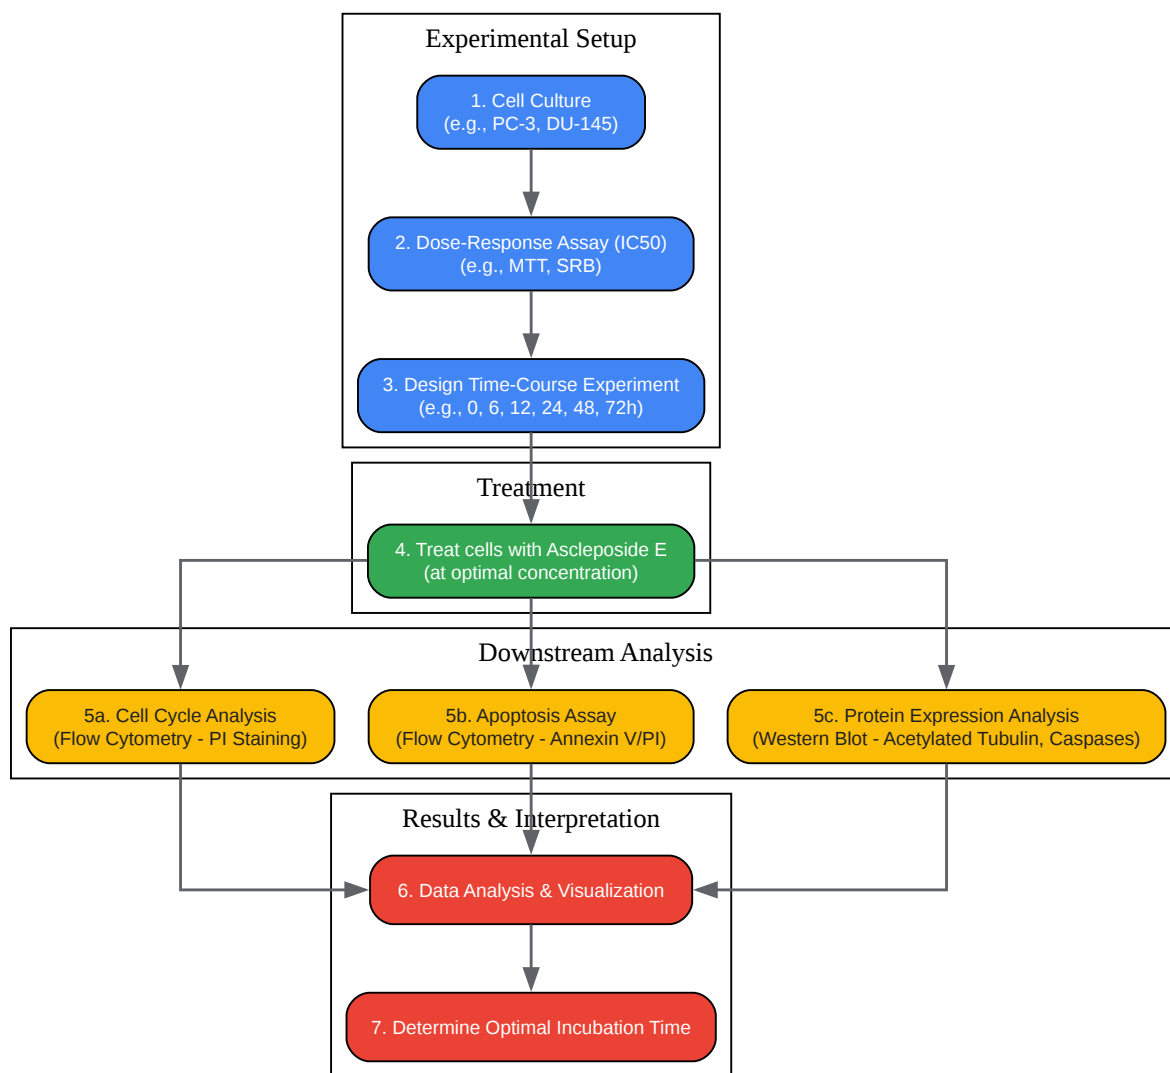 Experimental Setup
1. Cell Culture
(e.g., PC-3, DU-145)
2. Dose-Response Assay (IC50)
(e.g., MTT, SRB)
3. Design Time-Course Experiment
(e.g., 0, 6, 12, 24, 48, 72h)
Treatment
4. Treat cells with Ascleposide E
(at optimal concentration)
Downstream Analysis
5a. Cell Cycle Analysis
(Flow Cytometry - PI Staining)
5b. Apoptosis Assay
(Flow Cytometry - Annexin V/PI)
5c. Protein Expression Analysis
(Western Blot - Acetylated Tubulin, Caspases)
Results & Interpretation
6. Data Analysis & Visualization
7. Determine Optimal Incubation Time